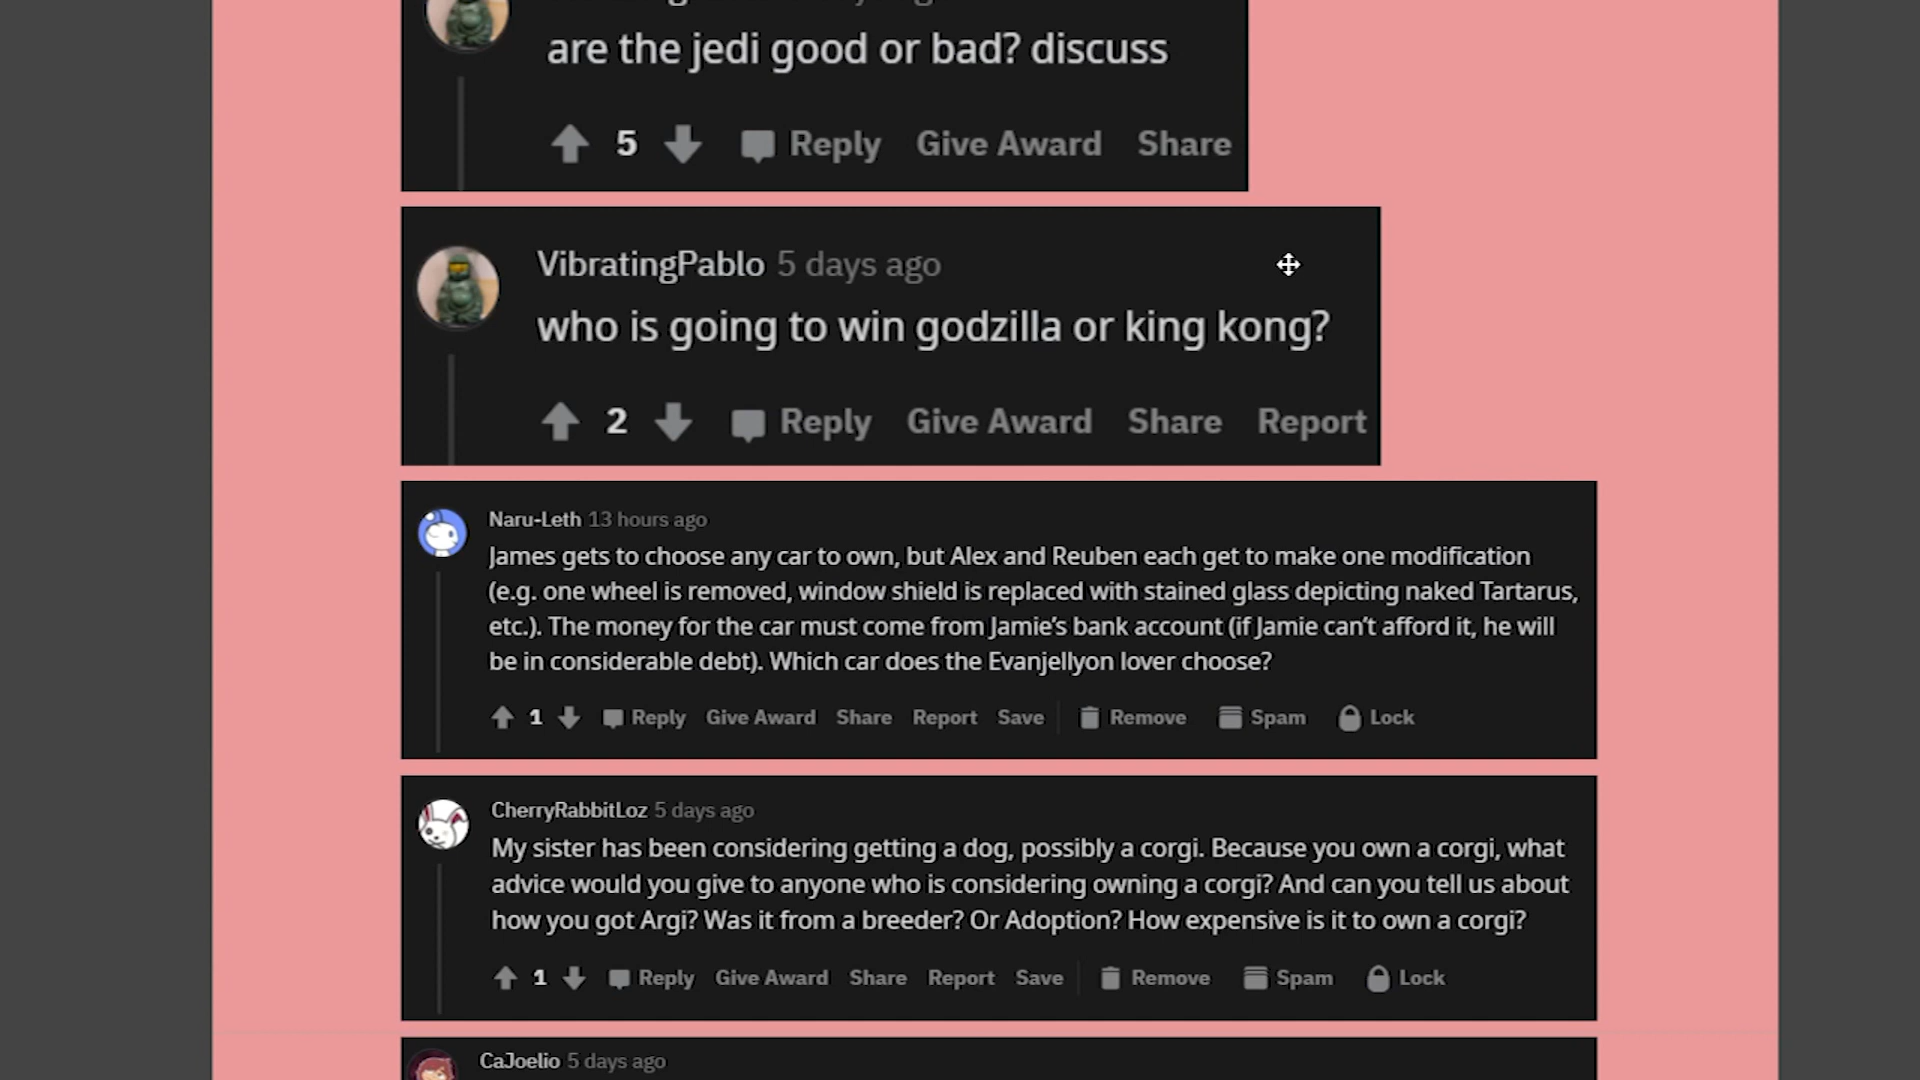 are the jedi good or bad? discuss
5 Reply Give Award Share
VibratingPablo 5 days ago
who is going to win godzilla or king kong?
2 Reply Give Award Share Report
Naru-Leth 13 hours ago
James gets to choose any car to own, but Alex and Reuben each get to make one modification
(e.g. one wheel is removed, window shield is replaced with stained glass depicting naked Tartarus,
etc.). The money for the car must come from Jamie’s bank account (if Jamie can’t afford it, he will
be in considerable debt). Which car does the Evanjellyon lover choose?
1 Reply Give Award Share Report Save Remove Spam Lock
CherryRabbitLoz 5 days ago
My sister has been considering getting a dog, possibly a corgi. Because you own a corgi, what
advice would you give to anyone who is considering owning a corgi? And can you tell us about
how you got Argi? Was it from a breeder? Or Adoption? How expensive is it to own a corgi?
1 Reply Give Award Share Report Save Remove Spam Lock
CaJoelio 5 days ago